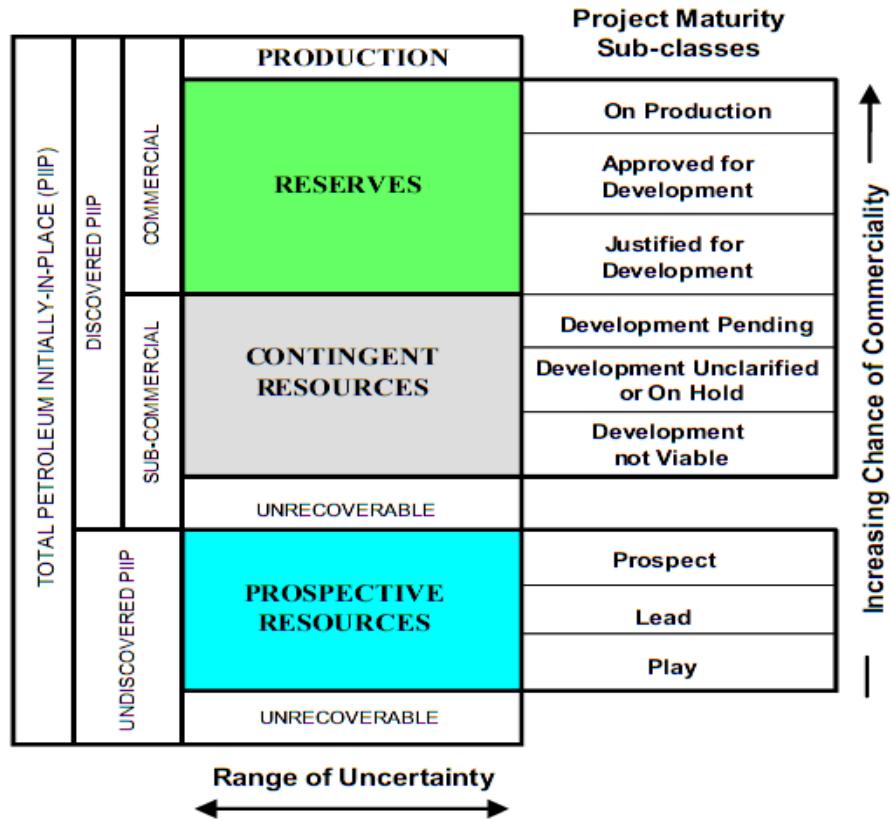 Project Maturity
Sub-classes
TOTAL PETROLEUM INITIALLY-IN-PLACE (PIIP)
DISCOVERED PIIP
UNDISCOVERED PIIP
COMMERCIAL
SUB-COMMERCIAL
PRODUCTION
RESERVES
CONTINGENT
RESOURCES
UNRECOVERABLE
PROSPECTIVE
RESOURCES
UNRECOVERABLE
On Production
Approved for
Development
Justified for
Development
Development Pending
Development Unclarified
or On Hold
Development
not Viable
Prospect
Lead
Play
Increasing Chance of Commerciality
Range of Uncertainty